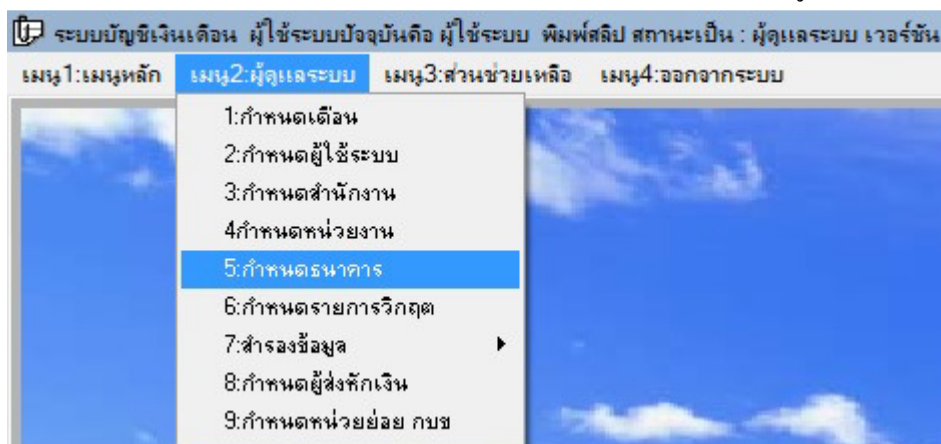 ระบบบัญชีเงินเดือน ผู้ใช้ระบบปัจจุบันคือ ผู้ใช้ระบบ พิมพ์สลิป สถานะเป็น : ผู้ดูแลระบบ เวอร์ชัน
เมนู1:เมนูหลัก เมนู2:ผู้ดูแลระบบ เมนู3:ส่วนช่วยเหลือ เมนู4:ออกจากระบบ
1:กำหนดเดือน
2:กำหนดผู้ใช้ระบบ
3:กำหนดสำนักงาน
4กำหนดหน่วยงาน
5:กำหนดธนาคาร
6:กำหนดรายการวิกฤต
7:สำรองข้อมูล
8:กำหนดผู้ส่งหักเงิน
9:กำหนดหน่วยย่อย กบข